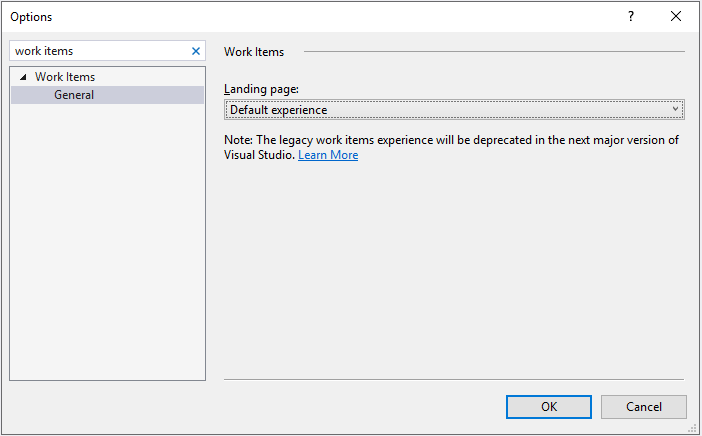 Options
?
work items
Work Items
General
Work Items
Landing page:
Default experience
Note: The legacy work items experience will be deprecated in the next major version of
Visual Studio. Learn More
OK
Cancel